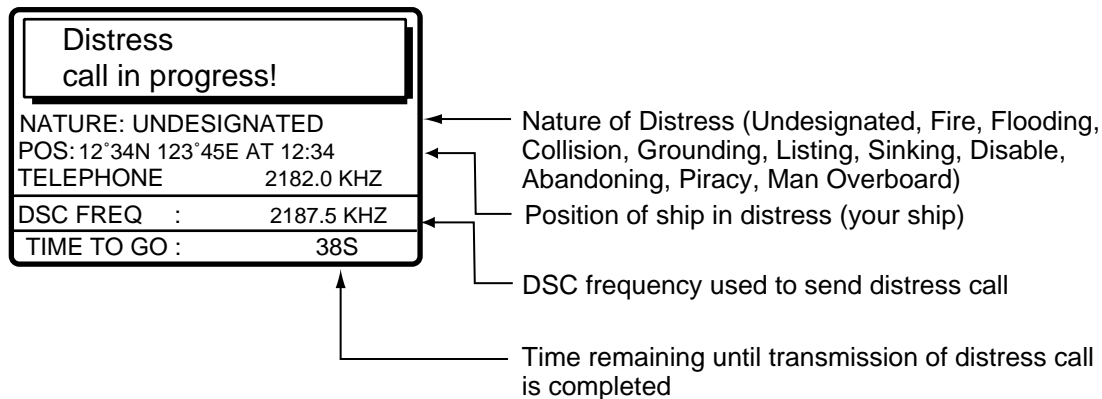 Distress
call in progress!
NATURE: UNDESIGNATED
POS: 12˚34N 123˚45E AT 12:34
TELEPHONE 2182.0 KHZ
DSC FREQ : 2187.5 KHZ
TIME TO GO : 38S
Nature of Distress (Undesignated, Fire, Flooding,
Collision, Grounding, Listing, Sinking, Disable,
Abandoning, Piracy, Man Overboard)
Position of ship in distress (your ship)
DSC frequency used to send distress call
Time remaining until transmission of distress call
is completed